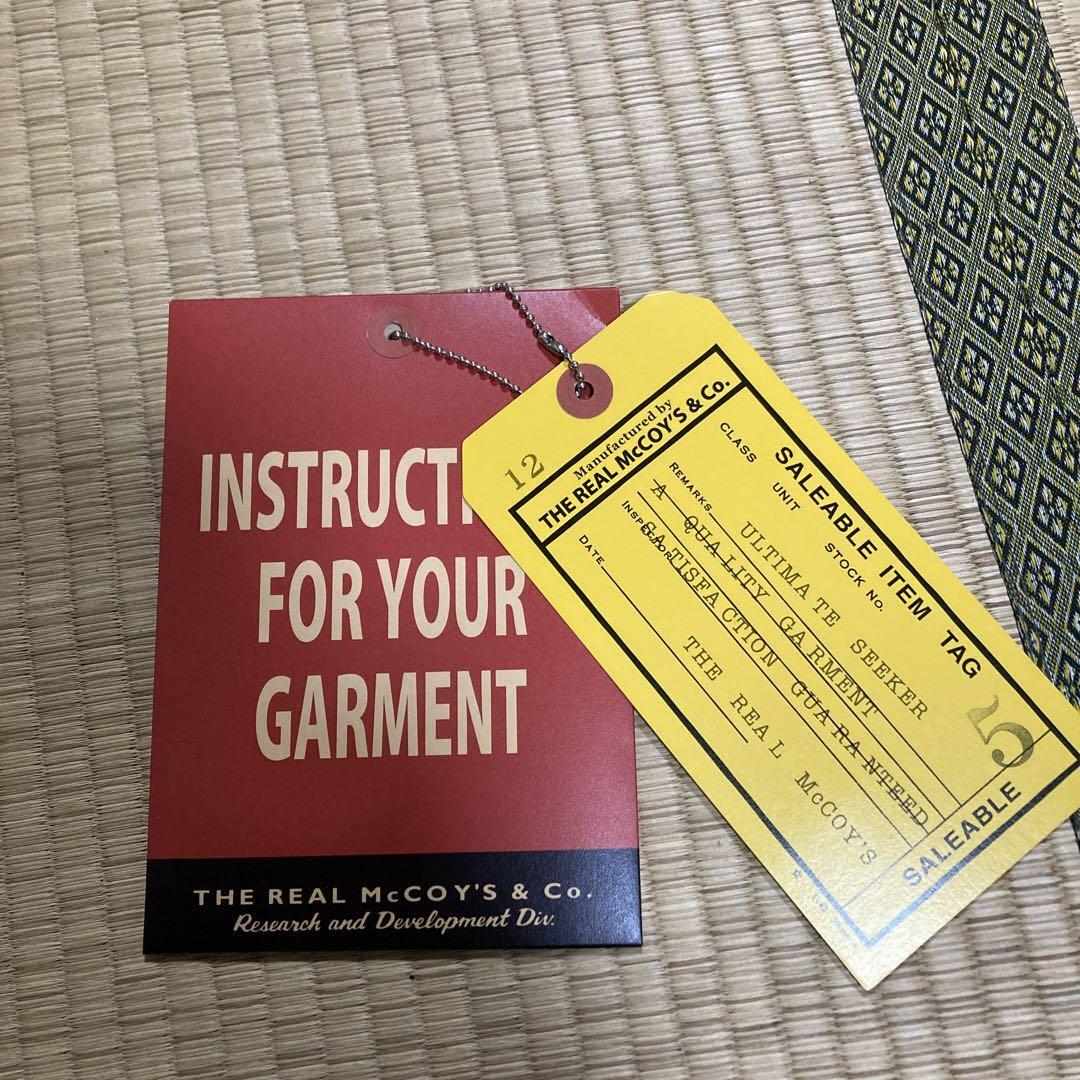 INSTRUCTI
FOR YOUR
GARMENT
THE REAL McCOY'S & Co.
Research and Development Div.
12
Manufactured by
THE REAL McCOY'S & Co.
SALEABLE ITEM TAG
CLASS UNIT STOCK No.
ULTIMATE SEEKER
REMARKS
A QUALITY GARMENT
SATISFACTION GUARANTEED
INSPECTOR
THE REAL McCOY'S
DATE
5
SALEABLE